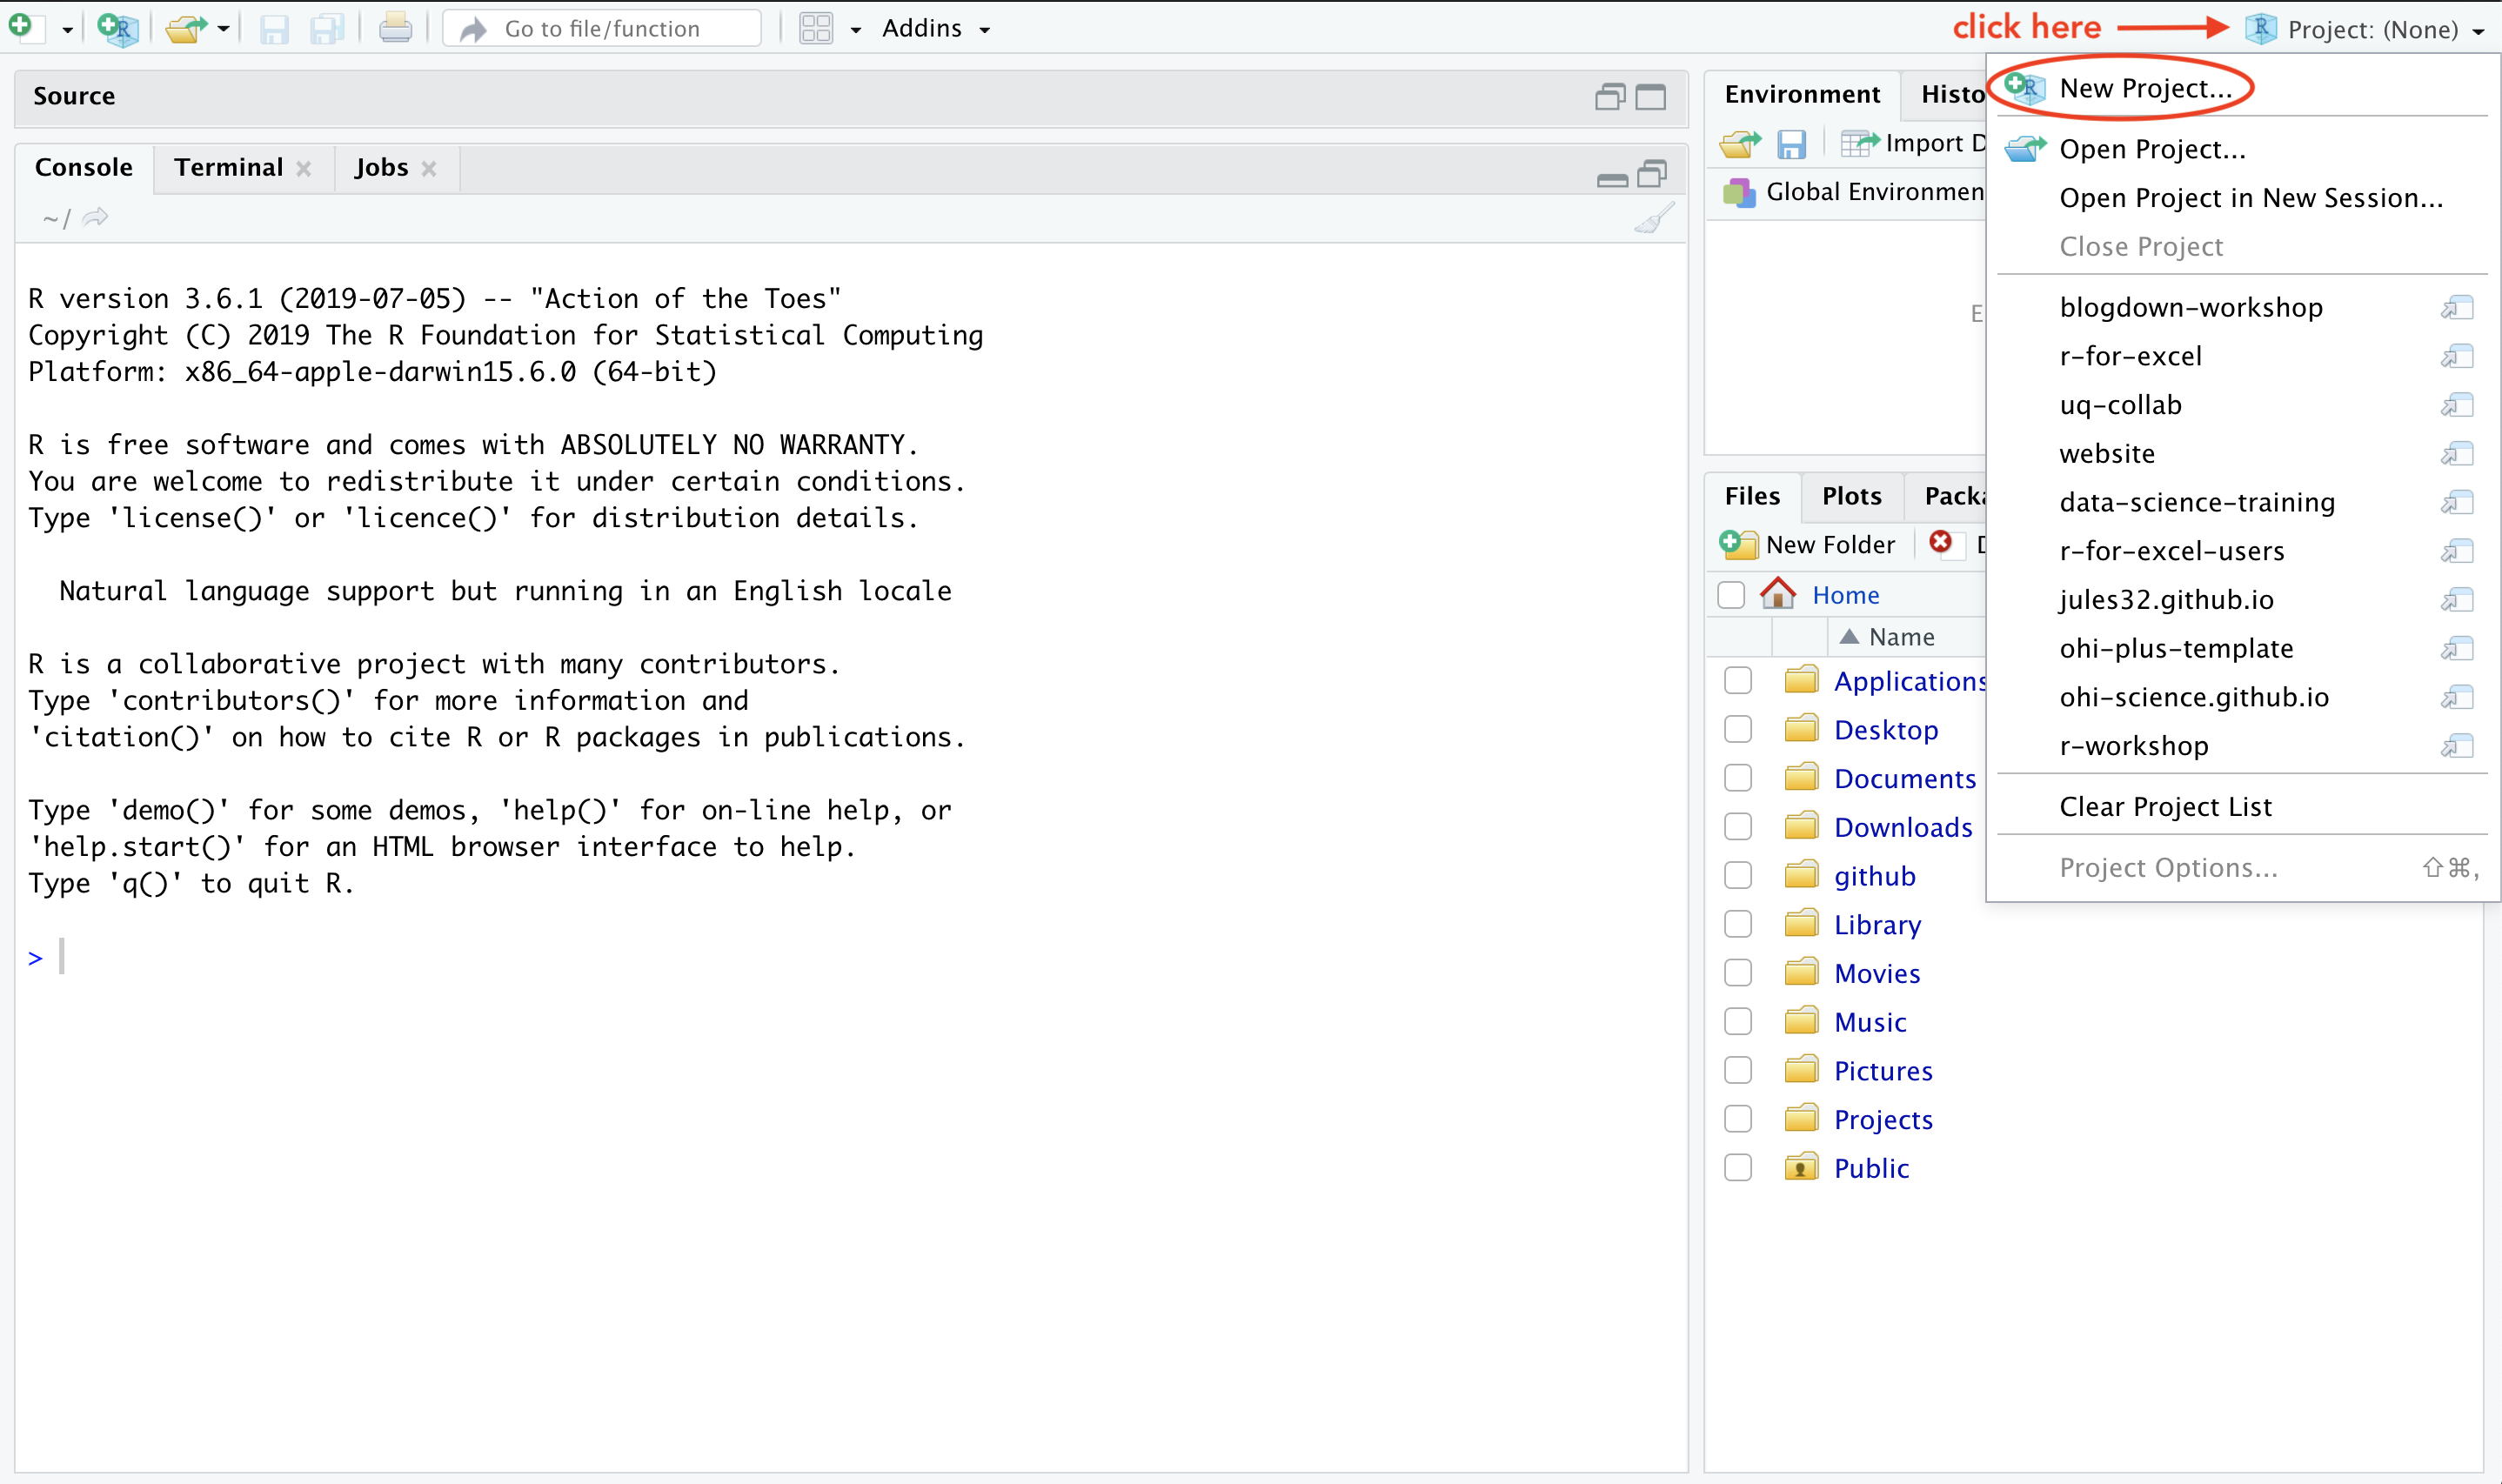 Go to file/function
Addins
click here
Project: (None)
Source
Console
Terminal
Jobs
~/
R version 3.6.1 (2019-07-05) -- "Action of the Toes"
Copyright (C) 2019 The R Foundation for Statistical Computing
Platform: x86_64-apple-darwin15.6.0 (64-bit)
R is free software and comes with ABSOLUTELY NO WARRANTY.
You are welcome to redistribute it under certain conditions.
Type 'license()' or 'licence()' for distribution details.
Natural language support but running in an English locale
R is a collaborative project with many contributors.
Type 'contributors()' for more information and
'citation()' on how to cite R or R packages in publications.
Type 'demo()' for some demos, 'help()' for on-line help, or
'help.start()' for an HTML browser interface to help.
Type 'q()' to quit R.
>
Environment
Histo
Import D
Global Environmen
E
Files
Plots
Packa
New Folder
D
Home
Name
Applications
Desktop
Documents
Downloads
github
Library
Movies
Music
Pictures
Projects
Public
New Project...
Open Project...
Open Project in New Session...
Close Project
blogdown-workshop
r-for-excel
uq-collab
website
data-science-training
r-for-excel-users
jules32.github.io
ohi-plus-template
ohi-science.github.io
r-workshop
Clear Project List
Project Options... ⇧⌘,